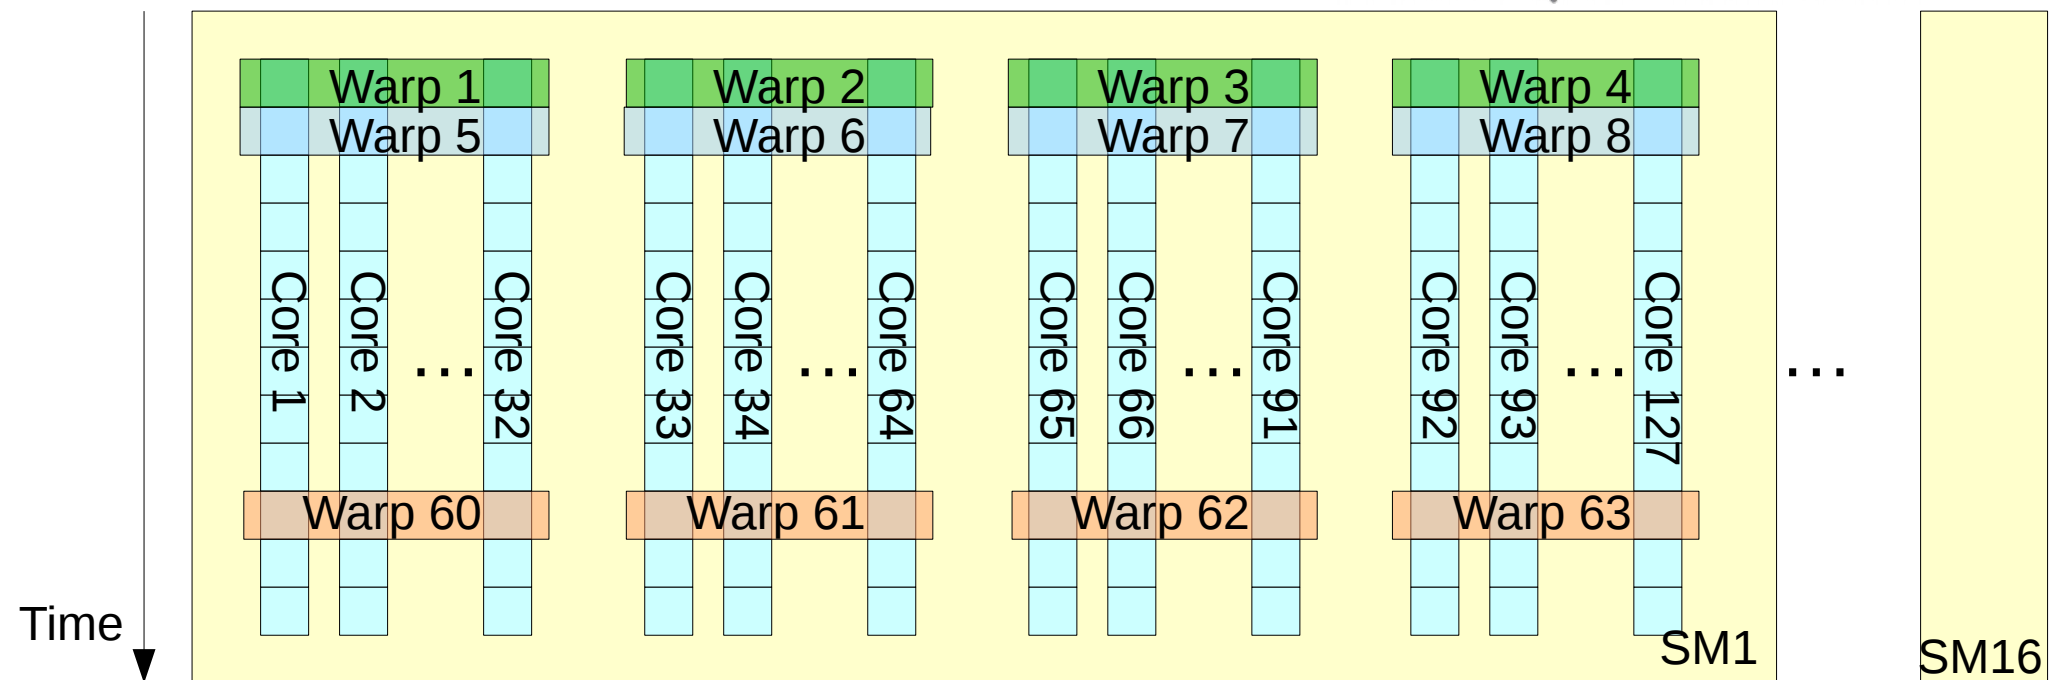 Warp 1
Warp 2
Warp 3
Warp 4
Warp 5
Warp 6
Warp 7
Warp 8
Core 1
Core 2
...
Core 32
Core 33
Core 34
...
Core 64
Core 65
Core 66
...
Core 91
Core 92
Core 93
...
Core 127
...
Warp 60
Warp 61
Warp 62
Warp 63
Time
SM1
SM16